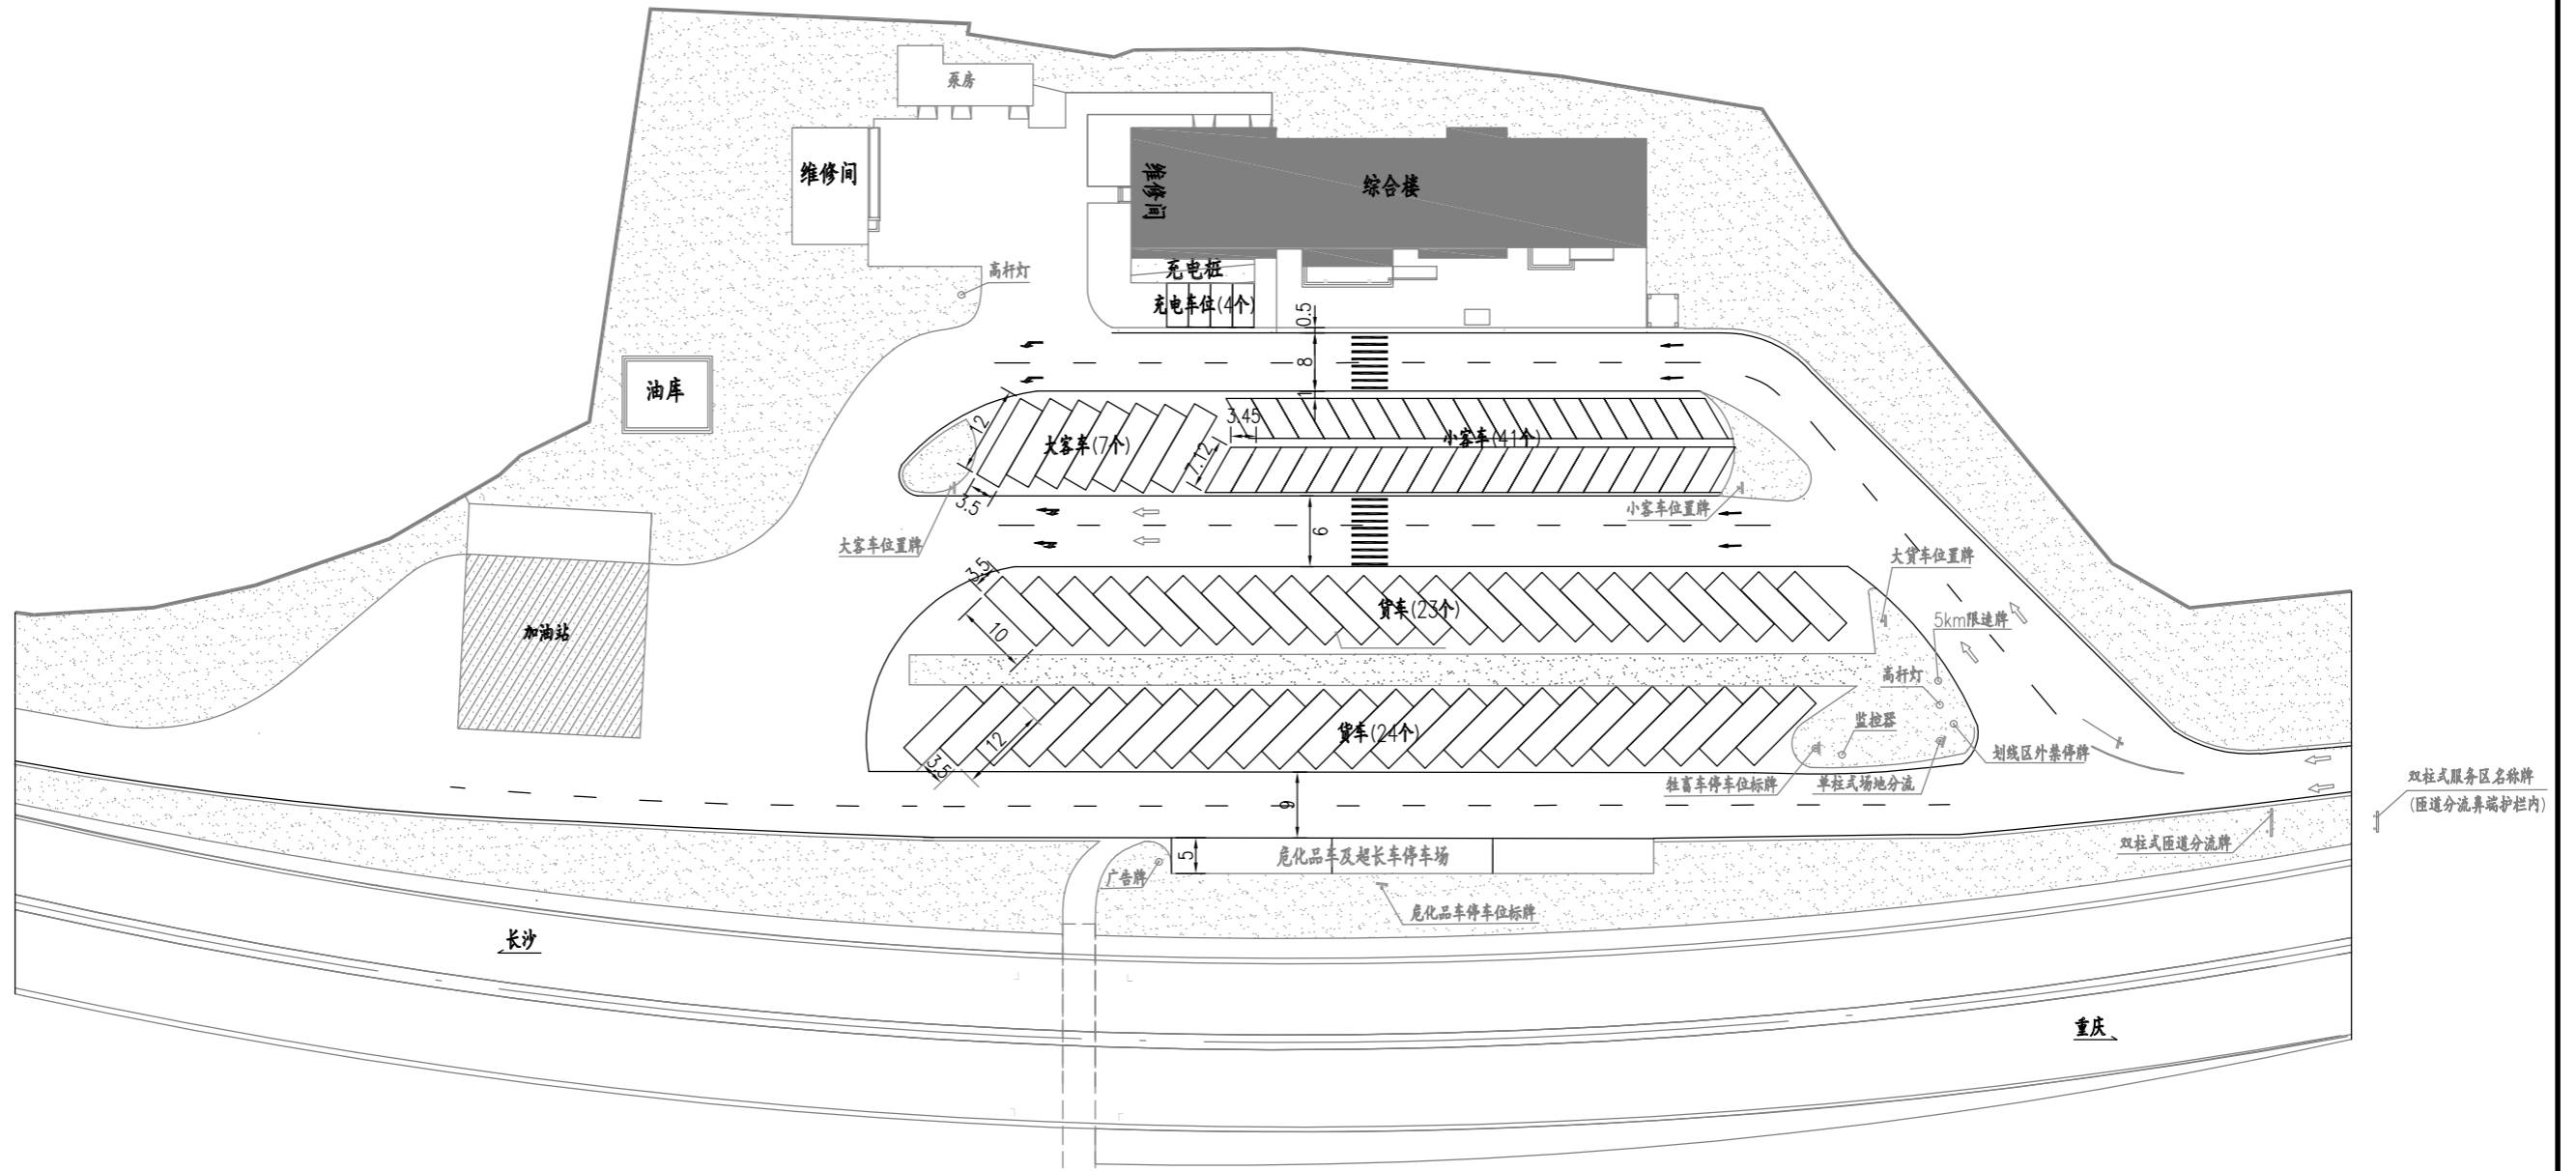 泵房
维修间
维修间
综合楼
高杆灯
充电桩
充电车位(4个)
0.5
8
油库
1
12
3.45
大客车(7个)
小客车(41个)
7.12
3.5
小客车位置牌
6
大客车位置牌
大货车位置牌
3.5
货车(23个)
5km限速牌
加油站
10
高杆灯
监控器
货车(24个)
12
3.5
划线区外禁停牌
牲畜车停车位标牌
单柱式场地分流
双柱式服务区名称牌
(匝道分流鼻端护栏内)
9
双柱式匝道分流牌
5
危化品车及超长车停车场
广告牌
危化品车停车位标牌
长沙
重庆